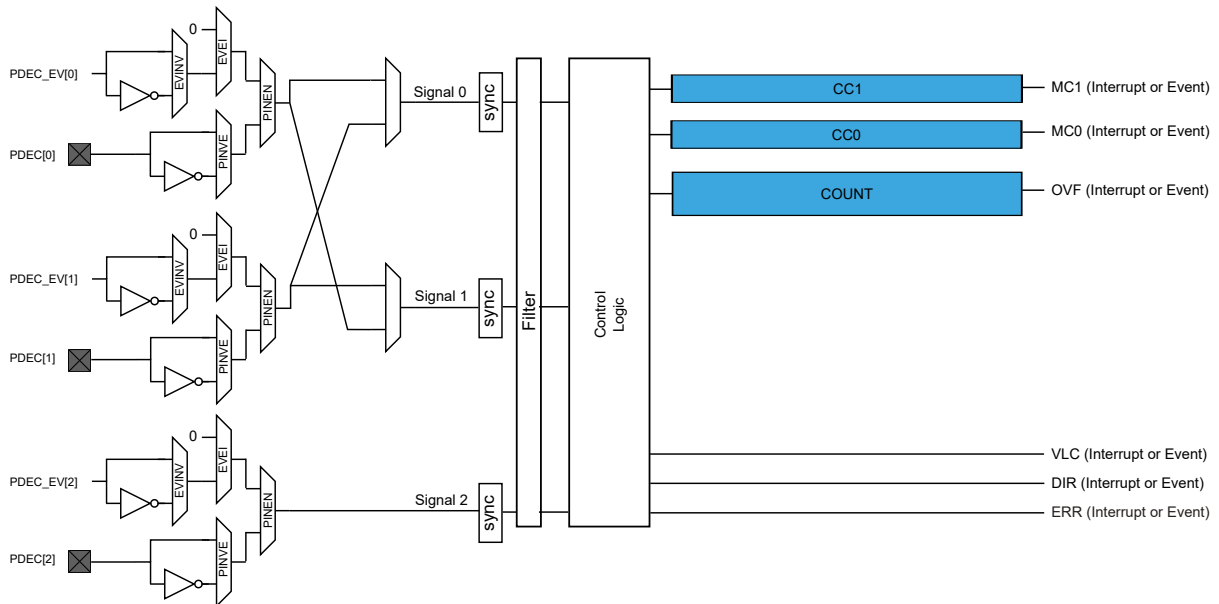 0
EVEI
PDEC_EV[0]
EVINV
PINEN
PDEC[0]
PINVE
Signal 0
sync
CC1
MC1 (Interrupt or Event)
CC0
MC0 (Interrupt or Event)
COUNT
OVF (Interrupt or Event)
0
EVEI
PDEC_EV[1]
EVINV
PINEN
PDEC[1]
PINVE
Signal 1
sync
Filter
Control
Logic
0
EVEI
PDEC_EV[2]
EVINV
PINEN
PDEC[2]
PINVE
Signal 2
sync
VLC (Interrupt or Event)
DIR (Interrupt or Event)
ERR (Interrupt or Event)